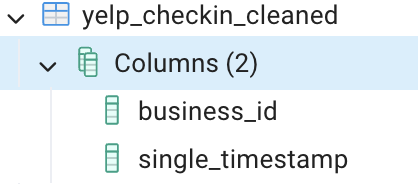 yelp_checkin_cleaned
Columns (2)
business_id
single_timestamp